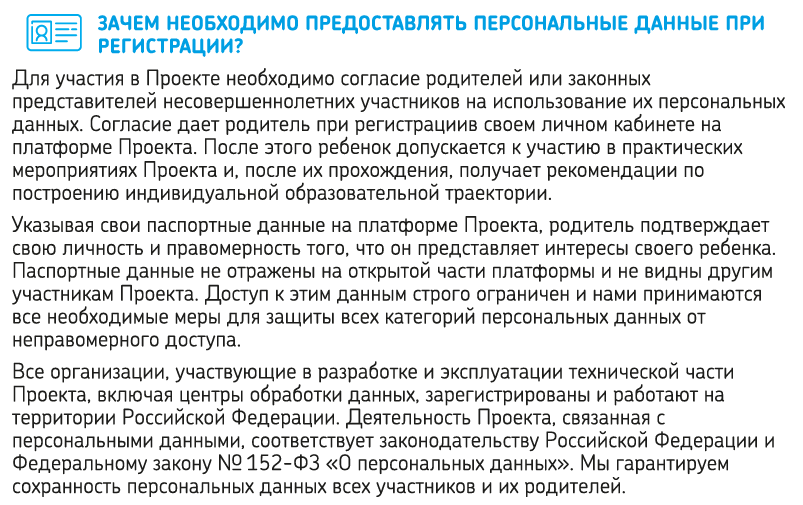 ЗАЧЕМ НЕОБХОДИМО ПРЕДОСТАВЛЯТЬ ПЕРСОНАЛЬНЫЕ ДАННЫЕ ПРИ
РЕГИСТРАЦИИ?
Для участия в Проекте необходимо согласие родителей или законных
представителей несовершеннолетних участников на использование их персональных
данных. Согласие дает родитель при регистрациив своем личном кабинете на
платформе Проекта. После этого ребенок допускается к участию в практических
мероприятиях Проекта и, после их прохождения, получает рекомендации по
построению индивидуальной образовательной траектории.
Указывая свои паспортные данные на платформе Проекта, родитель подтверждает
свою личность и правомерность того, что он представляет интересы своего ребенка.
Паспортные данные не отражены на открытой части платформы и не видны другим
участникам Проекта. Доступ к этим данным строго ограничен и нами принимаются
все необходимые меры для защиты всех категорий персональных данных от
неправомерного доступа.
Все организации, участвующие в разработке и эксплуатации технической части
Проекта, включая центры обработки данных, зарегистрированы и работают на
территории Российской Федерации. Деятельность Проекта, связанная с
персональными данными, соответствует законодательству Российской Федерации и
Федеральному закону № 152-ФЗ «О персональных данных». Мы гарантируем
сохранность персональных данных всех участников и их родителей.